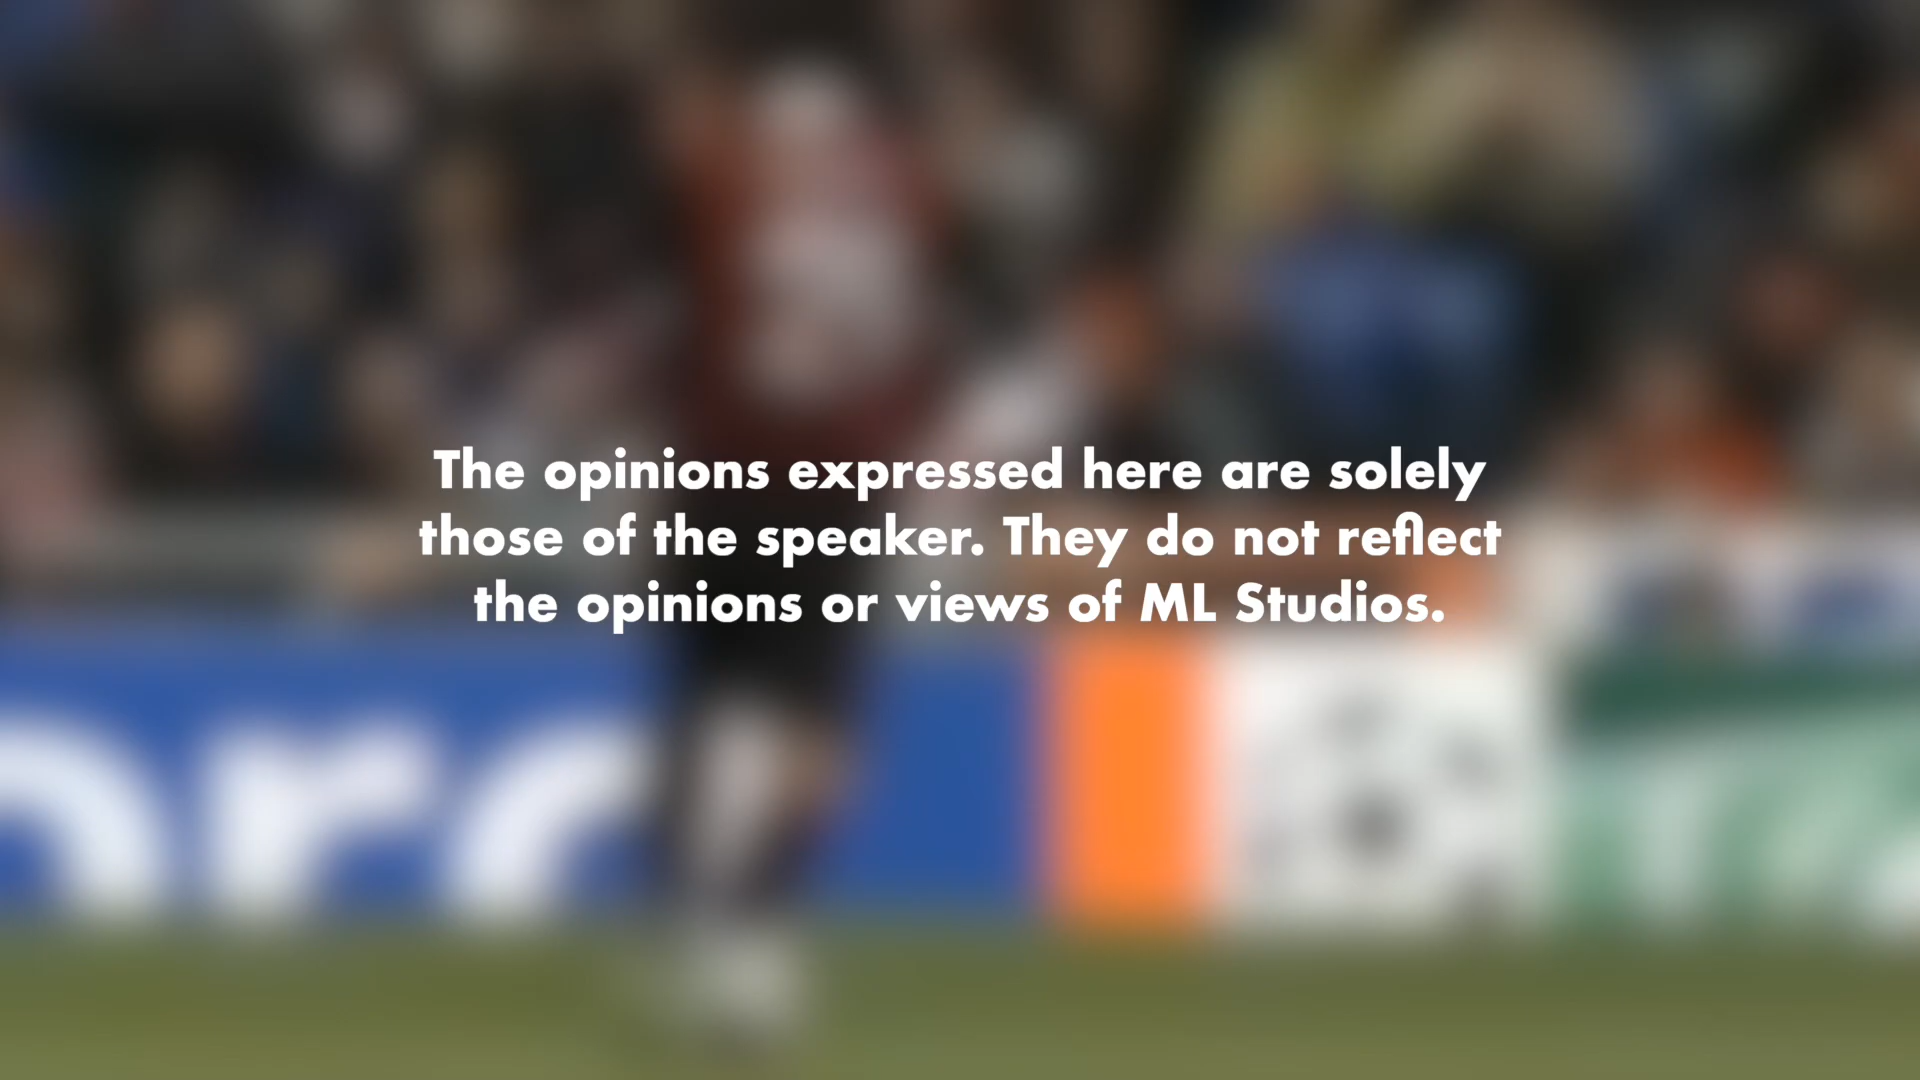 The opinions expressed here are solely
those of the speaker. They do not reflect
the opinions or views of ML Studios.